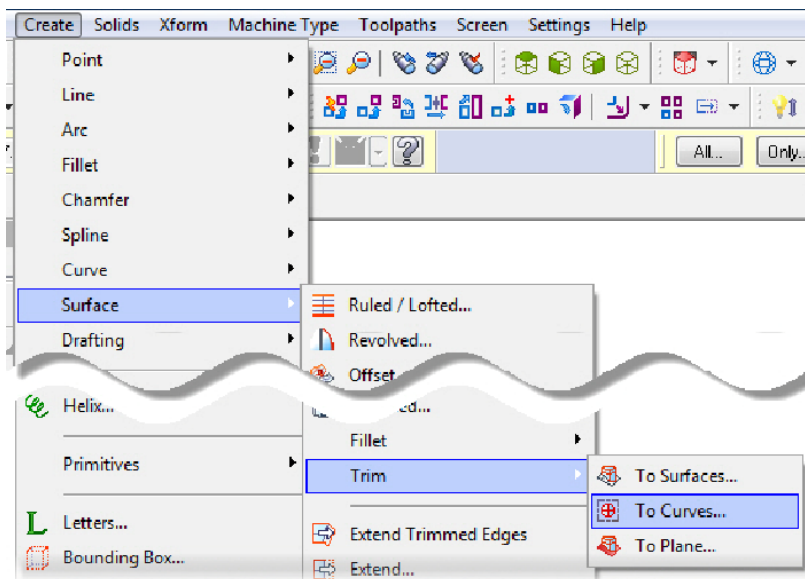 Create Solids Xform Machine Type Toolpaths Screen Settings Help
Point
Line
Arc
All... Only...
Fillet
Chamfer
Spline
Curve
Surface
Ruled / Lofted...
Drafting
Revolved...
Offset
Helix...
Fillet
Primitives
Trim
To Surfaces...
Letters...
To Curves...
Extend Trimmed Edges
To Plane...
Bounding Box...
Extend...